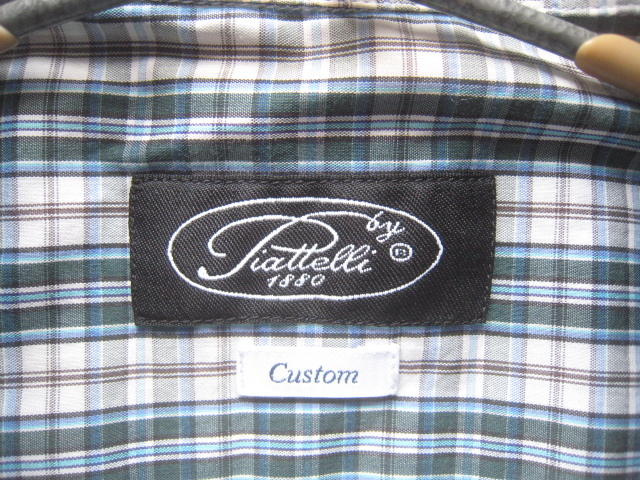 by
Piattelli ®
1880
Custom